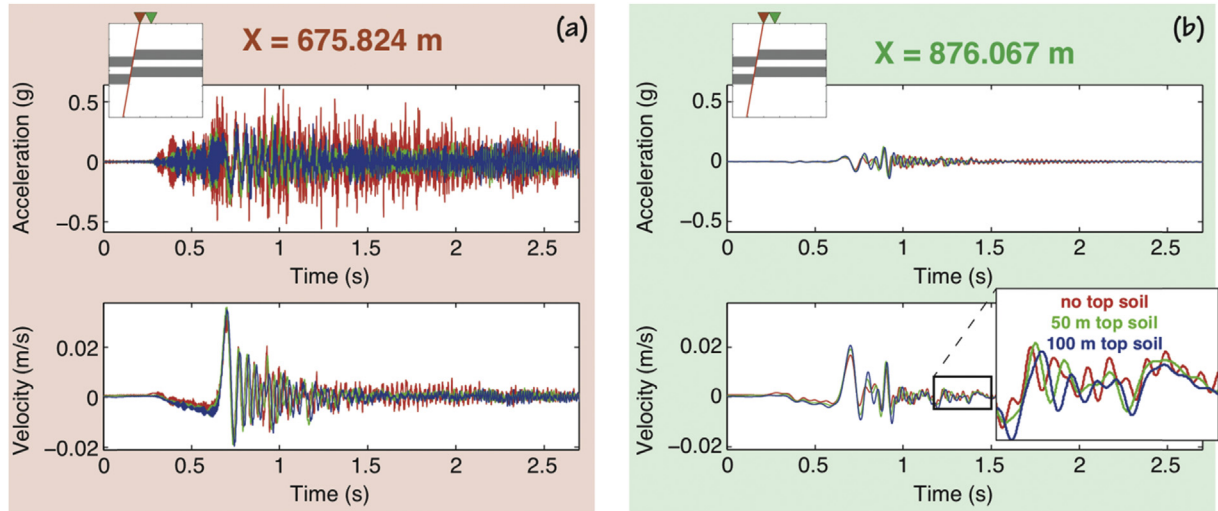 (a)
X = 675.824 m
Acceleration (g)
0.5
0
−0.5
0 0.5 1 1.5 2 2.5
Time (s)
Velocity (m/s)
0.02
0
−0.02
0 0.5 1 1.5 2 2.5
Time (s)
(b)
X = 876.067 m
Acceleration (g)
0.5
0
−0.5
0 0.5 1 1.5 2 2.5
Time (s)
Velocity (m/s)
0.02
0
−0.02
0 0.5 1 1.5 2 2.5
Time (s)
no top soil
50 m top soil
100 m top soil